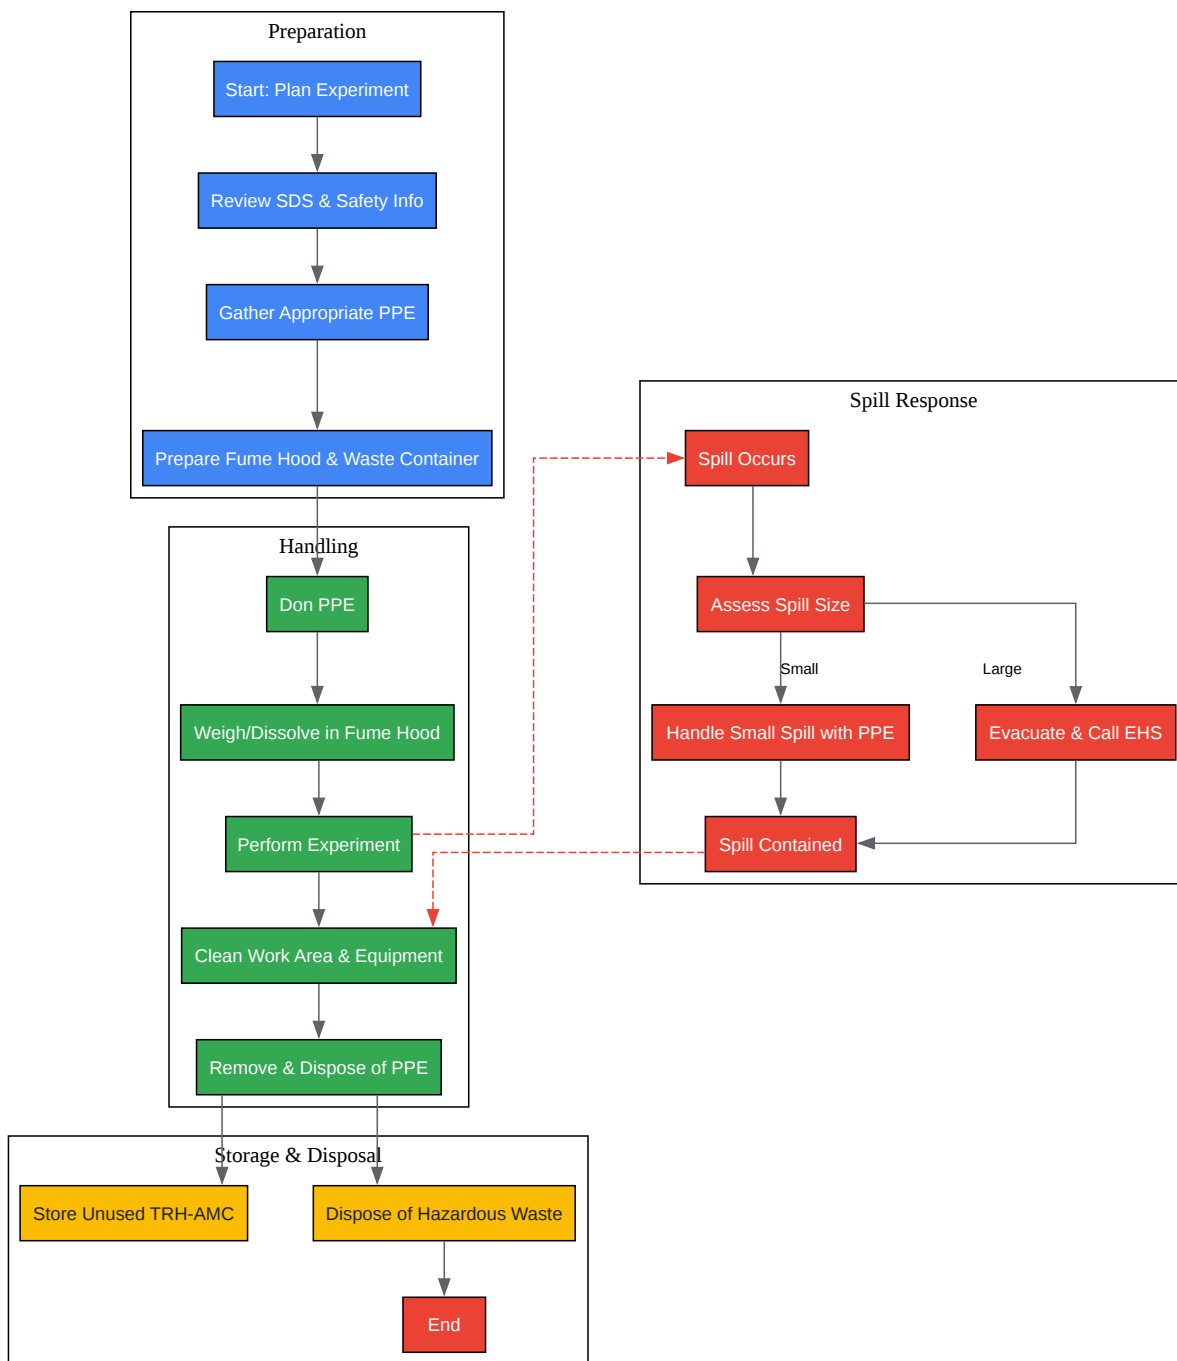 Preparation
Start: Plan Experiment
Review SDS & Safety Info
Gather Appropriate PPE
Prepare Fume Hood & Waste Container
Handling
Don PPE
Weigh/Dissolve in Fume Hood
Perform Experiment
Clean Work Area & Equipment
Remove & Dispose of PPE
Spill Response
Spill Occurs
Assess Spill Size
Small
Large
Handle Small Spill with PPE
Evacuate & Call EHS
Spill Contained
Storage & Disposal
Store Unused TRH-AMC
Dispose of Hazardous Waste
End